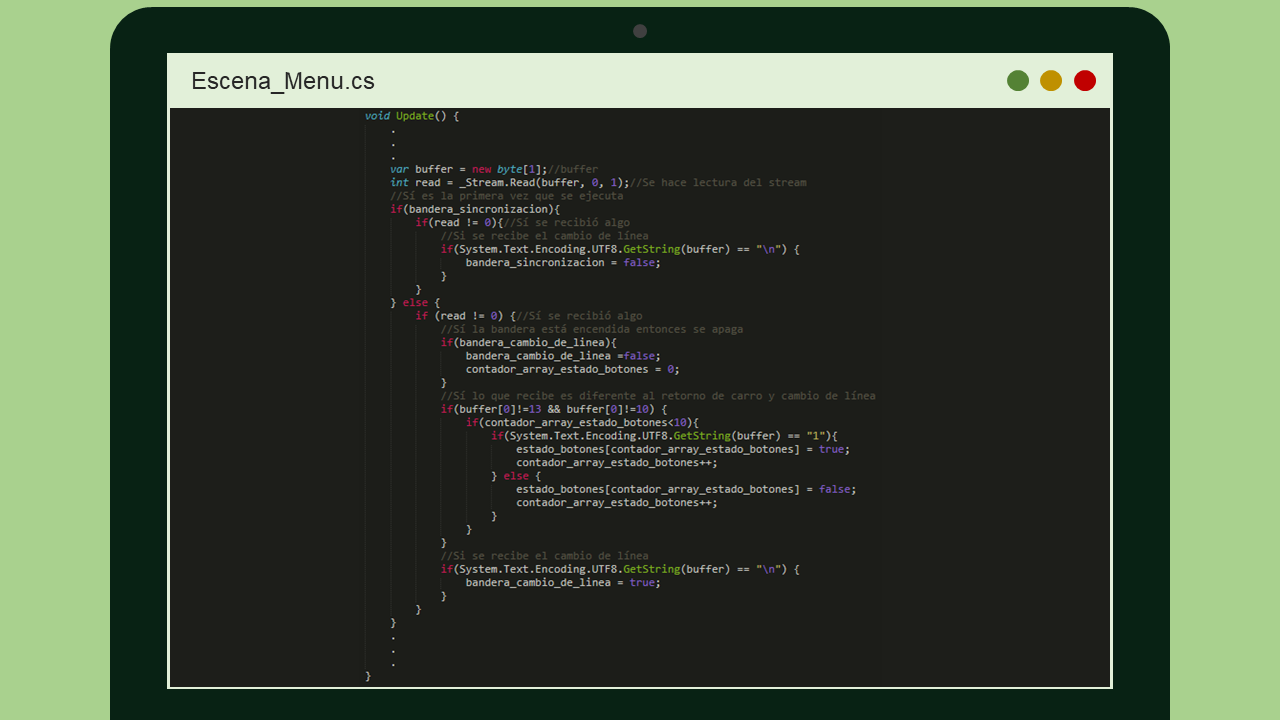 Escena_Menu.cs
void Update() {
.
.
.
var buffer = new byte[1];//buffer
int read = _Stream.Read(buffer, 0, 1);//Se hace lectura del stream
//Sí es la primera vez que se ejecuta
if(bandera_sincronizacion){
if(read != 0){//Sí se recibió algo
//Si se recibe el cambio de línea
if(System.Text.Encoding.UTF8.GetString(buffer) == "\n") {
bandera_sincronizacion = false;
}
}
} else {
if (read != 0) {//Sí se recibió algo
//Sí la bandera está encendida entonces se apaga
if(bandera_cambio_de_linea){
bandera_cambio_de_linea =false;
contador_array_estado_botones = 0;
}
//Sí lo que recibe es diferente al retorno de carro y cambio de línea
if(buffer[0]!=13 && buffer[0]!=10) {
if(contador_array_estado_botones<10){
if(System.Text.Encoding.UTF8.GetString(buffer) == "1"){
estado_botones[contador_array_estado_botones] = true;
contador_array_estado_botones++;
} else {
estado_botones[contador_array_estado_botones] = false;
contador_array_estado_botones++;
}
}
}
//Si se recibe el cambio de línea
if(System.Text.Encoding.UTF8.GetString(buffer) == "\n") {
bandera_cambio_de_linea = true;
}
}
}
.
.
.
}